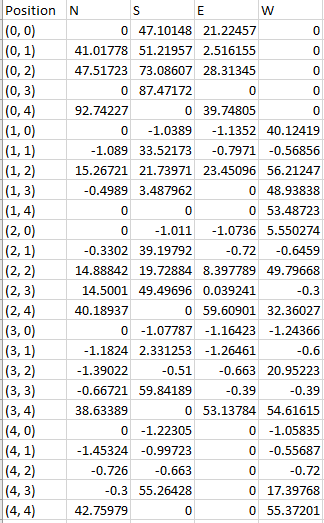 Position N S E W
(0, 0) 0 47.10148 21.22457 0
(0, 1) 41.01778 51.21957 2.516155 0
(0, 2) 47.51723 73.08607 28.31345 0
(0, 3) 0 87.47172 0 0
(0, 4) 92.74227 0 39.74805 0
(1, 0) 0 -1.0389 -1.1352 40.12419
(1, 1) -1.089 33.52173 -0.7971 -0.56856
(1, 2) 15.26721 21.73971 23.45096 56.21247
(1, 3) -0.4989 3.487962 0 48.93838
(1, 4) 0 0 0 53.48723
(2, 0) 0 -1.011 -1.0736 5.550274
(2, 1) -0.3302 39.19792 -0.72 -0.6459
(2, 2) 14.88842 19.72884 8.397789 49.79668
(2, 3) 14.5001 49.49696 0.039241 -0.3
(2, 4) 40.18937 0 59.60901 32.36027
(3, 0) 0 -1.07787 -1.16423 -1.24366
(3, 1) -1.1824 2.331253 -1.26461 -0.6
(3, 2) -1.39022 -0.51 -0.663 20.95223
(3, 3) -0.66721 59.84189 -0.39 -0.39
(3, 4) 38.63389 0 53.13784 54.61615
(4, 0) 0 -1.22305 0 -1.05835
(4, 1) -1.45324 -0.99723 0 -0.55687
(4, 2) -0.726 -0.663 0 -0.72
(4, 3) -0.3 55.26428 0 17.39768
(4, 4) 42.75979 0 0 55.37201